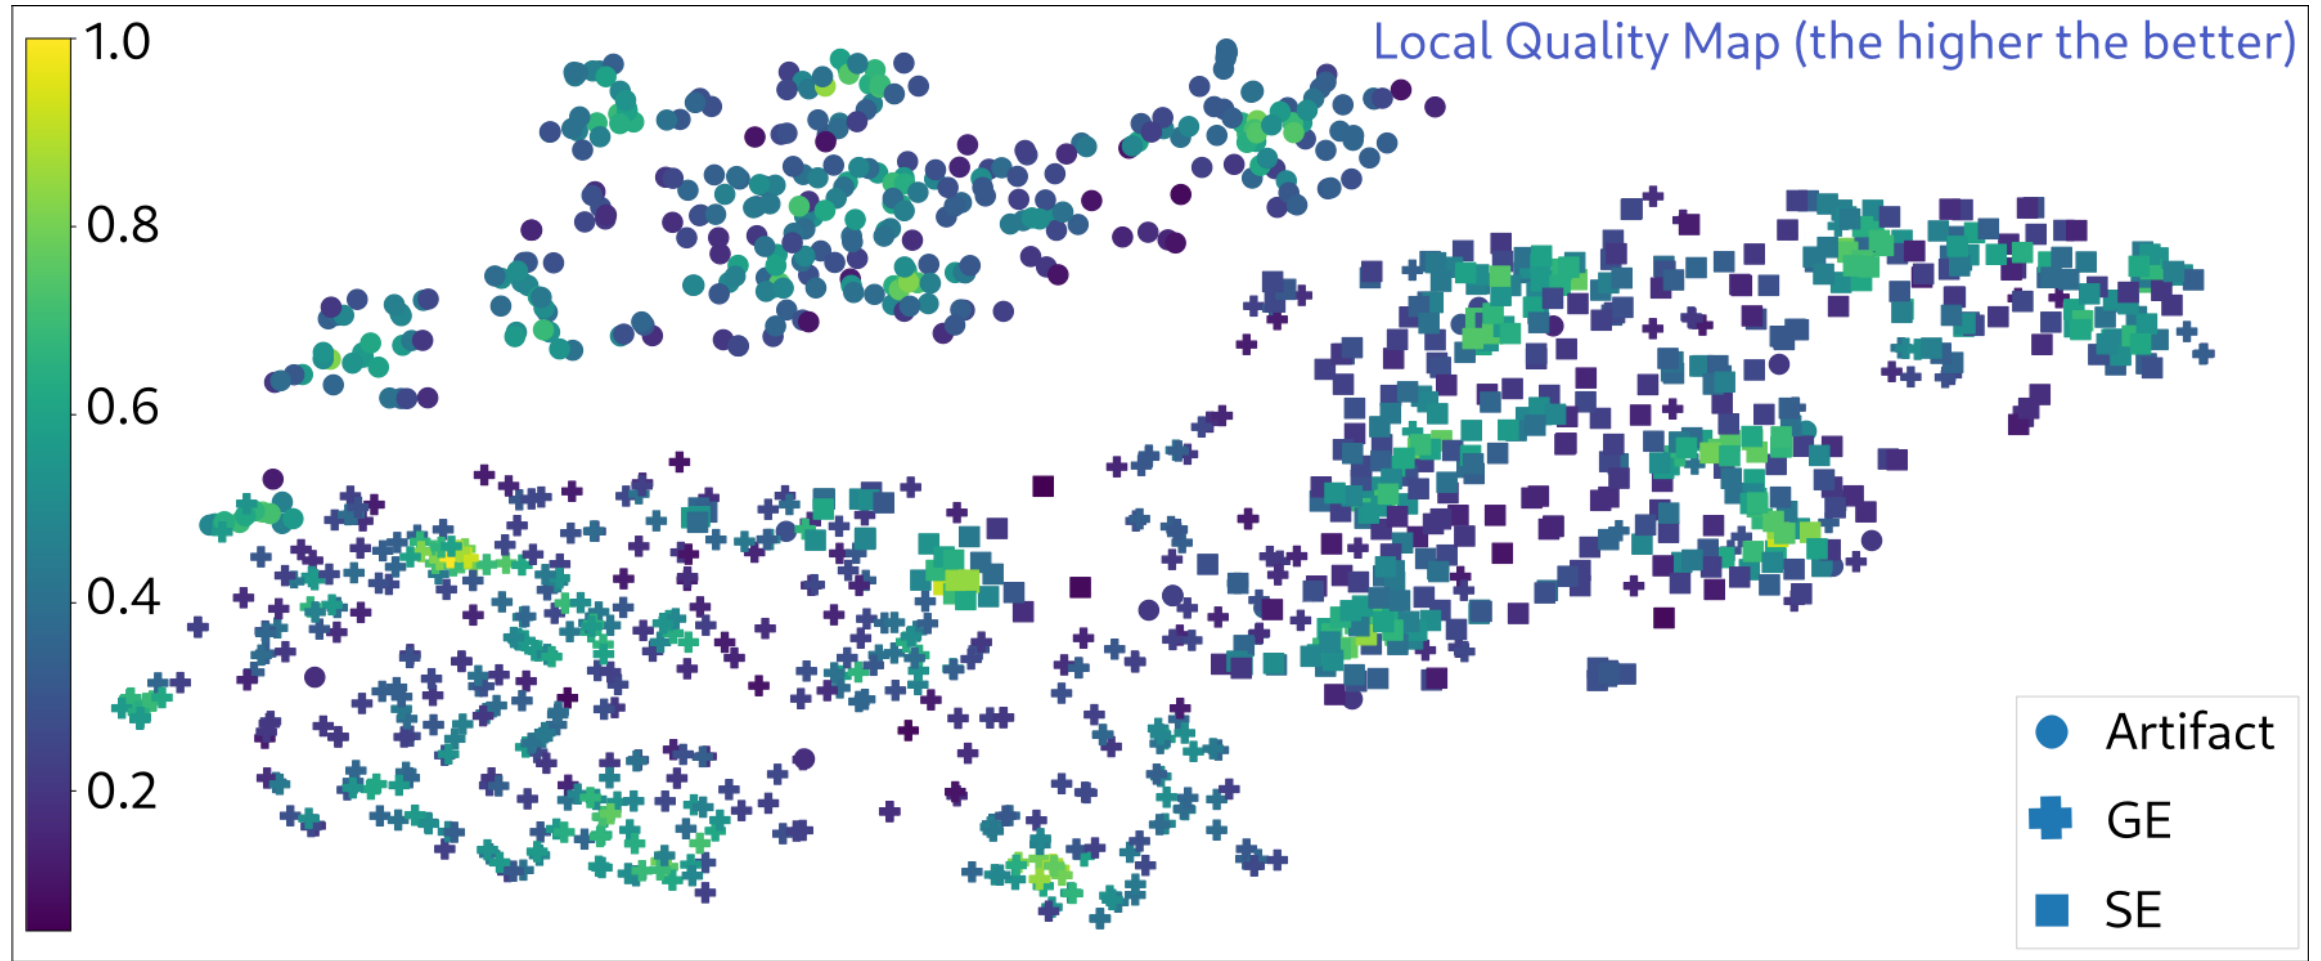 Local Quality Map (the higher the better)
1.0
0.8
0.6
0.4
0.2
Artifact
GE
SE